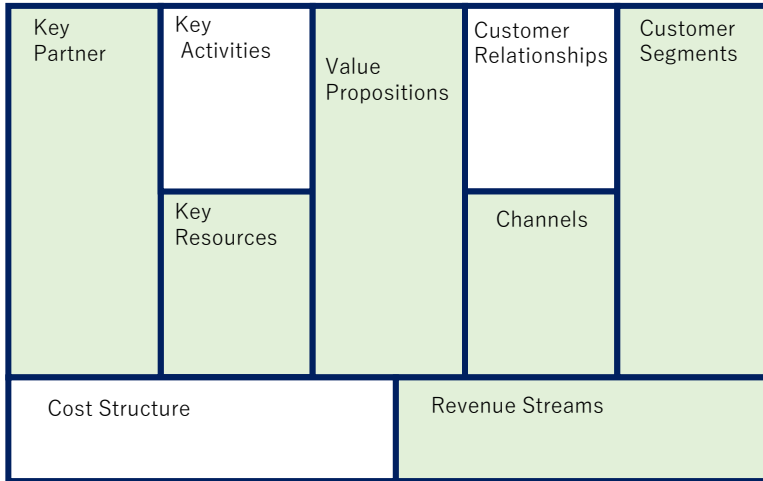 Key
Partner
Key
Activities
Value
Propositions
Customer
Relationships
Customer
Segments
Key
Resources
Channels
Cost Structure
Revenue Streams